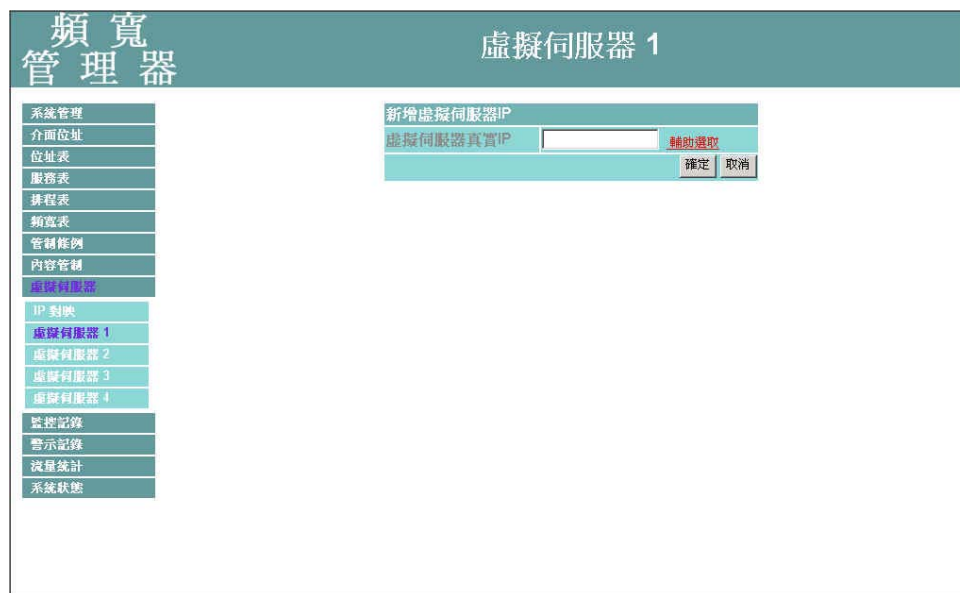 頻 寬
管 理 器
虛擬伺服器 1
系統管理
介面位址
位址表
服務表
排程表
頻寬表
管制條例
內容管制
虛擬伺服器
IP 對映
虛擬伺服器 1
虛擬伺服器 2
虛擬伺服器 3
虛擬伺服器 4
監控記錄
警示記錄
流量統計
系統狀態
新增虛擬伺服器IP
虛擬伺服器真實IP
輔助選取
確定 取消